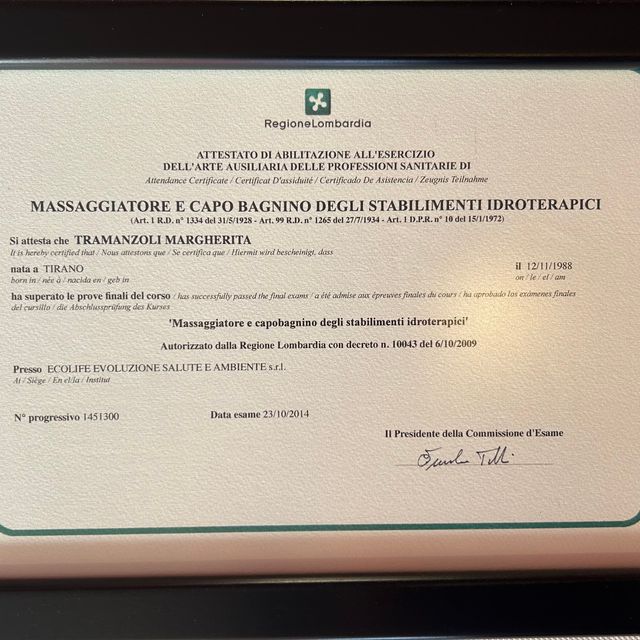 RegioneLombardia
ATTESTATO DI ABILITAZIONE ALL'ESERCIZIO
DELL'ARTE AUSILIARIA DELLE PROFESSIONI SANITARIE DI
Attendance Certificate / Certificat D'assiduité / Certificado De Asistencia / Zeugnis Teilnahme
MASSAGGIATORE E CAPO BAGNINO DEGLI STABILIMENTI IDROTERAPICI
(Art. 1 R.D. n° 1334 del 31/5/1928 - Art. 99 R.D. n° 1265 del 27/7/1934 - Art. 1 D.P.R. n° 10 del 15/1/1972)
Si attesta che TRAMANZOLI MARGHERITA
It is hereby certified that / Nous attestons que / Se certifica que / Hiermit wird bescheinigt, dass
nata a TIRANO il 12/11/1988
born in / née à / nacida en / geb in on / le / el / am
ha superato le prove finali del corso / has successfully passed the final exams / a été admise aux épreuves finales du cours / ha aprobado los exámenes finales
del cursillo / die Abschlussprüfung des Kurses
'Massaggiatore e capobagnino degli stabilimenti idroterapici'
Autorizzato dalla Regione Lombardia con decreto n. 10043 del 6/10/2009
Presso ECOLIFE EVOLUZIONE SALUTE E AMBIENTE s.r.l.
At / Siège / En el/la / Institut
N° progressivo 1451300 Data esame 23/10/2014
Il Presidente della Commissione d'Esame